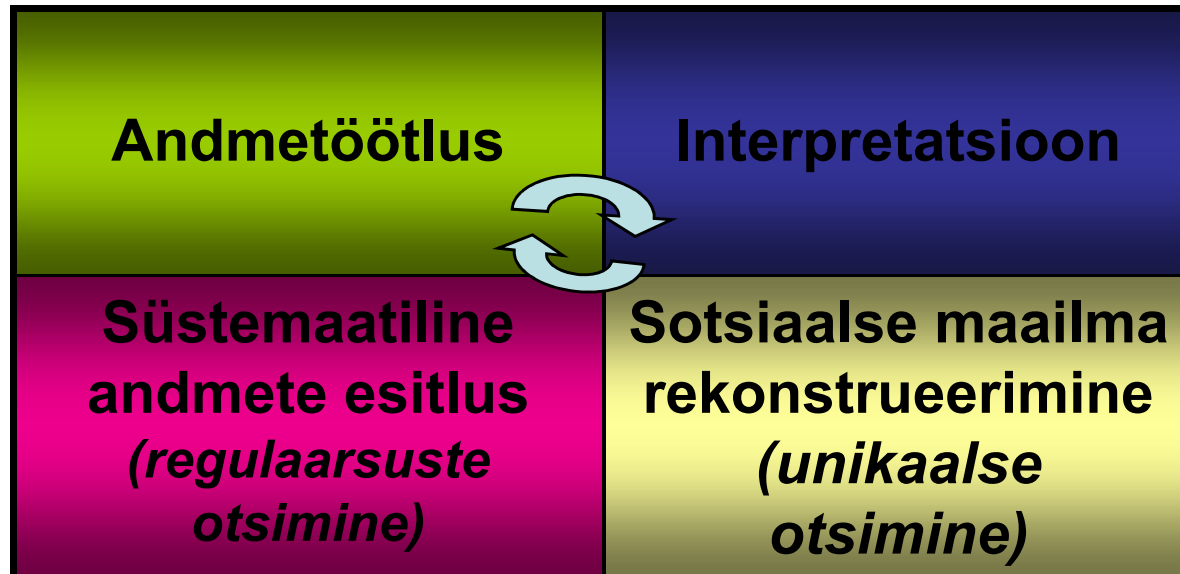 Andmetöötlus
Interpretatsioon
Süstemaatiline
andmete esitlus
(regulaarsuste
otsimine)
Sotsiaalse maailma
rekonstrueerimine
(unikaalse
otsimine)